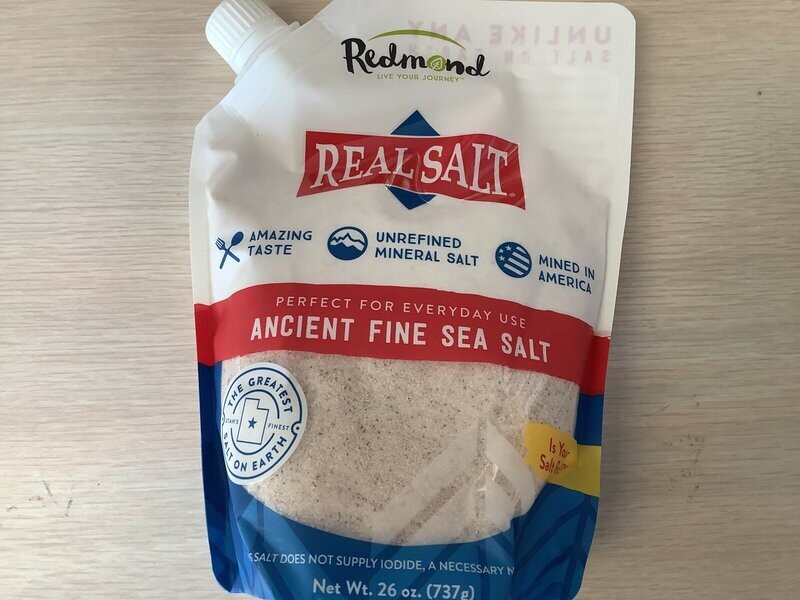 Redmond
LIVE YOUR JOURNEY
UNLIKE ANY
REAL SALT
AMAZING
TASTE
UNREFINED
MINERAL SALT
MINED IN
AMERICA
PERFECT FOR EVERYDAY USE
ANCIENT FINE SEA SALT
THE GREATEST
UTAH'S FINEST
SALT ON EARTH
Is Your
Salt
SALT DOES NOT SUPPLY IODIDE, A NECESSARY
Net Wt. 26 oz. (737g)